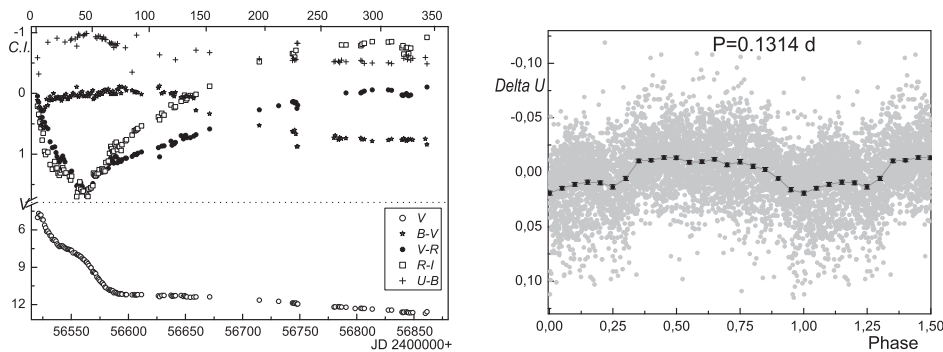 0 50 100 150 200 250 300 350
-1
C.I.
0
1
V
6
9
12
V
B-V
V-R
R-I
U-B
56550 56600 56650 56700 56750 56800 56850
JD 2400000+
P=0.1314 d
Delta U
-0,10
-0,05
0,00
0,05
0,10
0,00 0,25 0,50 0,75 1,00 1,25 1,50
Phase